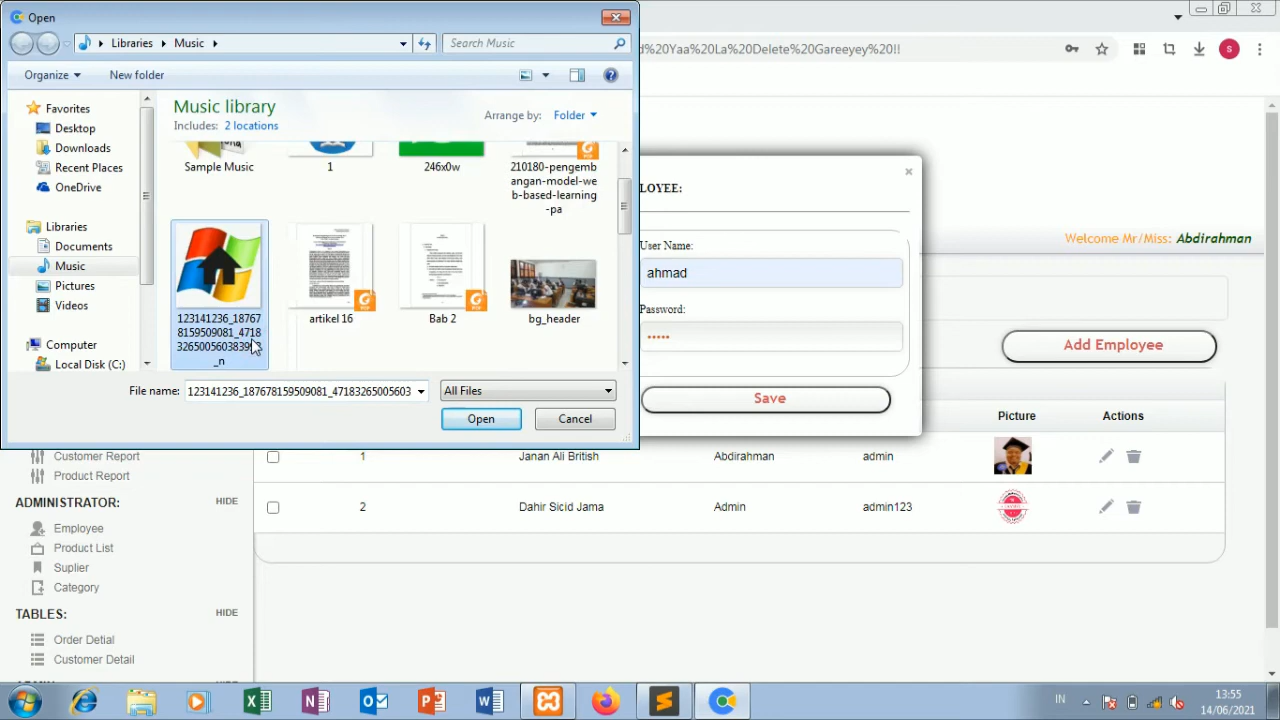 Open
Libraries
Music
Search Music
d%20Yaa%20La%20Delete%20Gareeyey%20!!
S
Organize
New folder
Favorites
Desktop
Downloads
Recent Places
OneDrive
Libraries
Documents
Music
Pictures
Videos
Computer
Local Disk (C:)
Music library
Includes: 2 locations
Arrange by:
Folder
Sample Music
1
246x0w
210180-pengem
bangan-model-we
b-based-learning
-pa
123141236_18767
8159509081_4718
_n
artikel 16
Bab 2
bg_header
File name:
123141236_187678159509081_47183265005603
All Files
Open
Cancel
LOYEE:
User Name:
ahmad
Password:
•••••
Save
Welcome Mr/Miss: Abdirahman
Add Employee
Picture
Actions
1
Janan Ali British
Abdirahman
admin
2
Dahir Sicid Jama
Admin
admin123
Customer Report
Product Report
ADMINISTRATOR:
HIDE
Employee
Product List
Suplier
Category
TABLES:
HIDE
Order Detial
Customer Detail
IN
13:55
14/06/2021